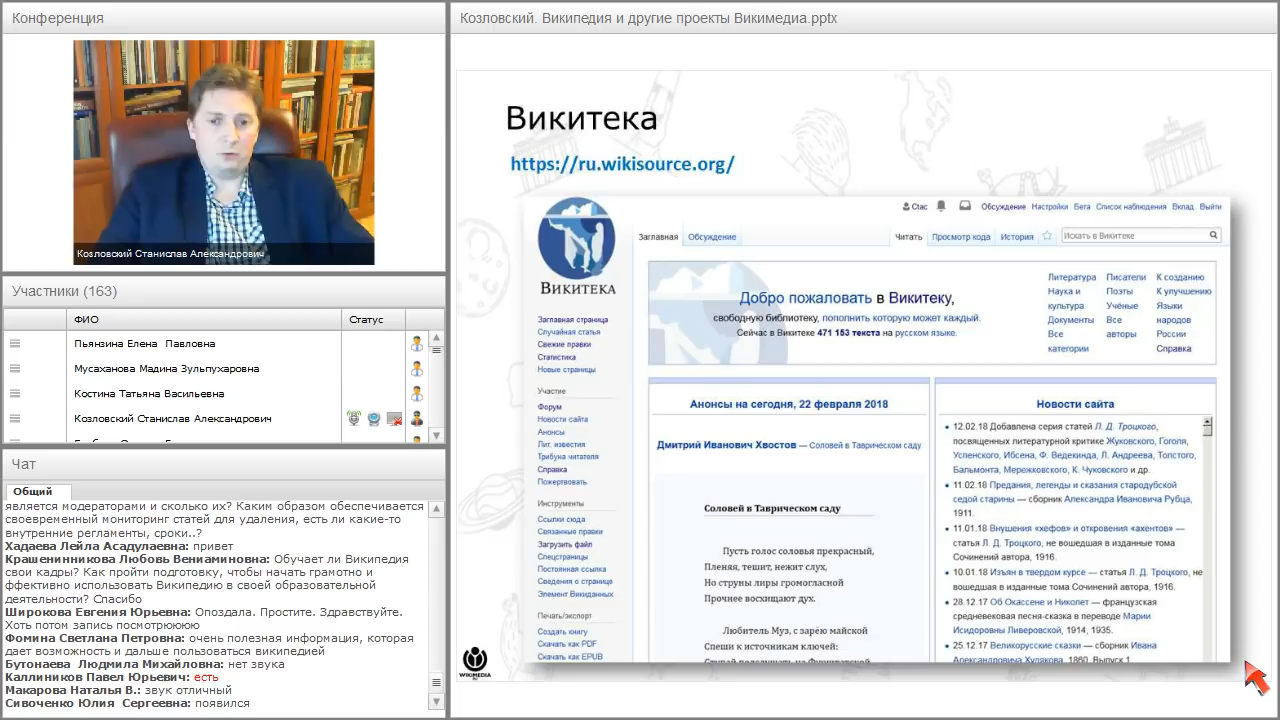 Конференция
Козловский Станислав Александрович
Участники (163)
ФИО
Статус
Пьянзина Елена Павловна
Мусаханова Мадина Зульпухаровна
Костина Татьяна Васильевна
Козловский Станислав Александрович
Чат
Общий
является модераторами и сколько их? Каким образом обеспечивается
своевременный мониторинг статей для удаления, есть ли какие-то
внутренние регламенты, сроки..?
Хадаева Лейла Асадулаевна: привет
Крашенинникова Любовь Вениаминовна: Обучает ли Википедия
свои кадры? Как пройти подготовку, чтобы начать грамотно и
ффективно использовать Википедию в своей образовательной
деятельности? Спасибо
Широкова Евгения Юрьевна: Опоздала. Простите. Здравствуйте.
Хоть потом запись посмотрююююю
Фомина Светлана Петровна: очень полезная информация, которая
дает возможность и дальше пользоваться википедией
Бутонаева Людмила Михайловна: нет звука
Каллиников Павел Юрьевич: есть
Макарова Наталья В.: звук отличный
Сивоченко Юлия Сергеевна: появился
Козловский. Википедия и другие проекты Викимедиа.pptx
Викитека
https://ru.wikisource.org/
Стас
Обсуждение Настройки Бета Список наблюдения Вклад Выйти
Заглавная Обсуждение
Читать Просмотр кода История
Искать в Викитеке
ВИКИТЕКА
Заглавная страница
Случайная статья
Свежие правки
Статистика
Новые страницы
Участие
Форум
Новости сайта
Анонсы
Лит. известия
Трибуна читателя
Справка
Пожертвовать
Инструменты
Ссылки сюда
Связанные правки
Загрузить файл
Спецстраницы
Постоянная ссылка
Сведения о странице
Элемент Викиданных
Печать/экспорт
Создать книгу
Скачать как PDF
Скачать как EPUB
Добро пожаловать в Викитеку,
свободную библиотеку, пополнить которую может каждый.
Сейчас в Викитеке 471 153 текста на русском языке.
Литература Писатели К созданию
Наука и Поэты К улучшению
культура Учёные Языки
Документы Все народов
Все авторы России
категории Справка
Анонсы на сегодня, 22 февраля 2018
Дмитрий Иванович Хвостов — Соловей в Таврическом саду
Соловей в Таврическом саду
Пусть голос соловья прекрасный,
Пленяя, тешит, нежит слух,
Но струны лиры громогласной
Прочнее восхищают дух.
Любитель Муз, с зарёю майской
Спеши к источникам ключей:
Новости сайта
12.02.18 Добавлена серия статей Л. Д. Троцкого,
посвященных литературной критике Жуковского, Гоголя,
Успенского, Ибсена, Ф. Ведекинда, Л. Андреева, Толстого,
Бальмонта, Мережковского, К. Чуковского и др.
11.02.18 Предания, легенды и сказания стародубской
седой старины — сборник Александра Ивановича Рубца,
1911.
11.01.18 Внушения «хефов» и откровения «ахентов» —
статья Л. Д. Троцкого, не вошедшая в изданные тома
Сочинений автора, 1916.
10.01.18 Изъян в твердом курсе – статья Л. Д. Троцкого, не
вошедшая в изданные тома Сочинений автора, 1916.
28.12.17 Об Окассене и Николет — французская
средневековая песня-сказка в переводе Марии
Исидоровны Ливеровской, 1914, 1935.
25.12.17 Великорусские сказки — сборник Ивана
Александровича Худякова, 1860. Выпуск 1
WIKIMEDIA
RU